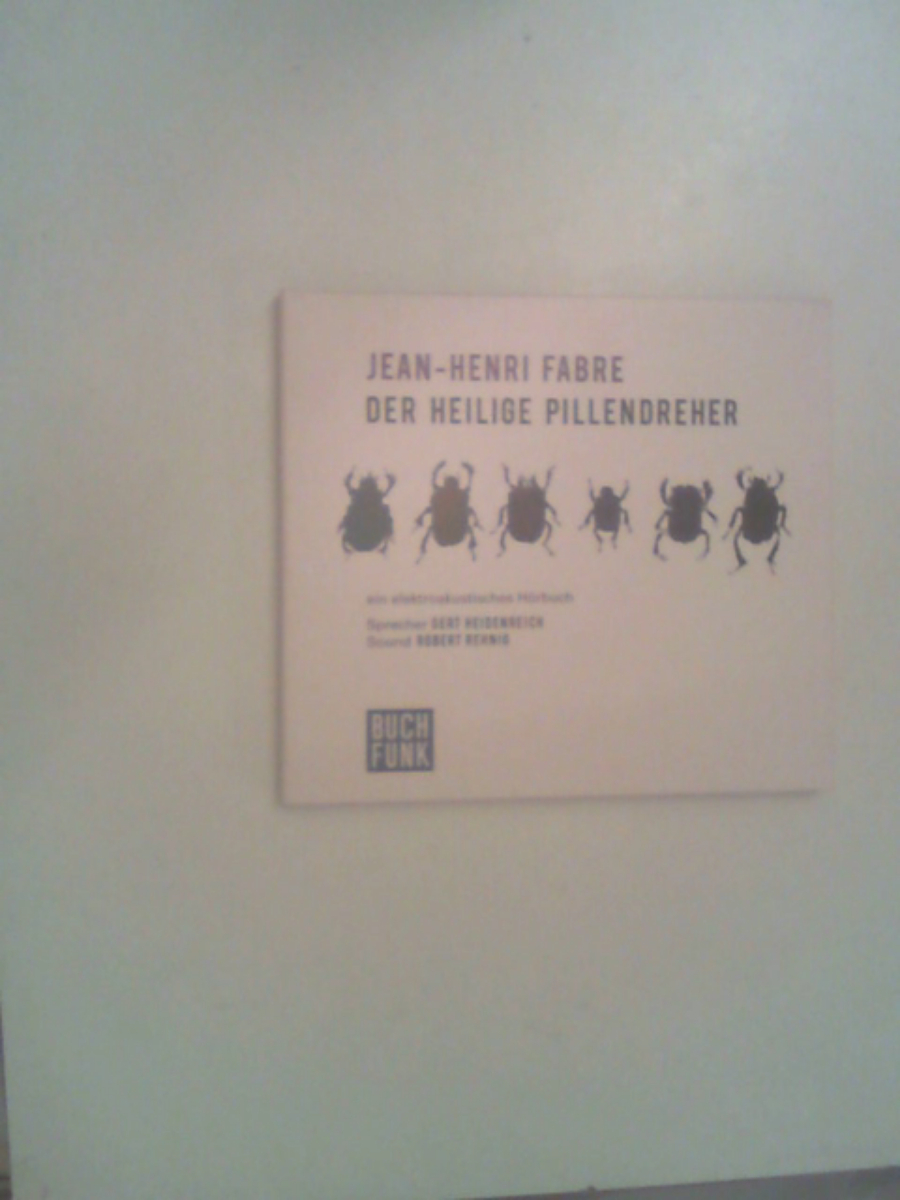 JEAN-HENRI FABRE
DER HEILIGE PILLENDREHER
ein elektroakustisches Hörbuch
Sprecher GERT HEIDENREICH
Sound ROBERT REHNIG
BUCH
FUNK